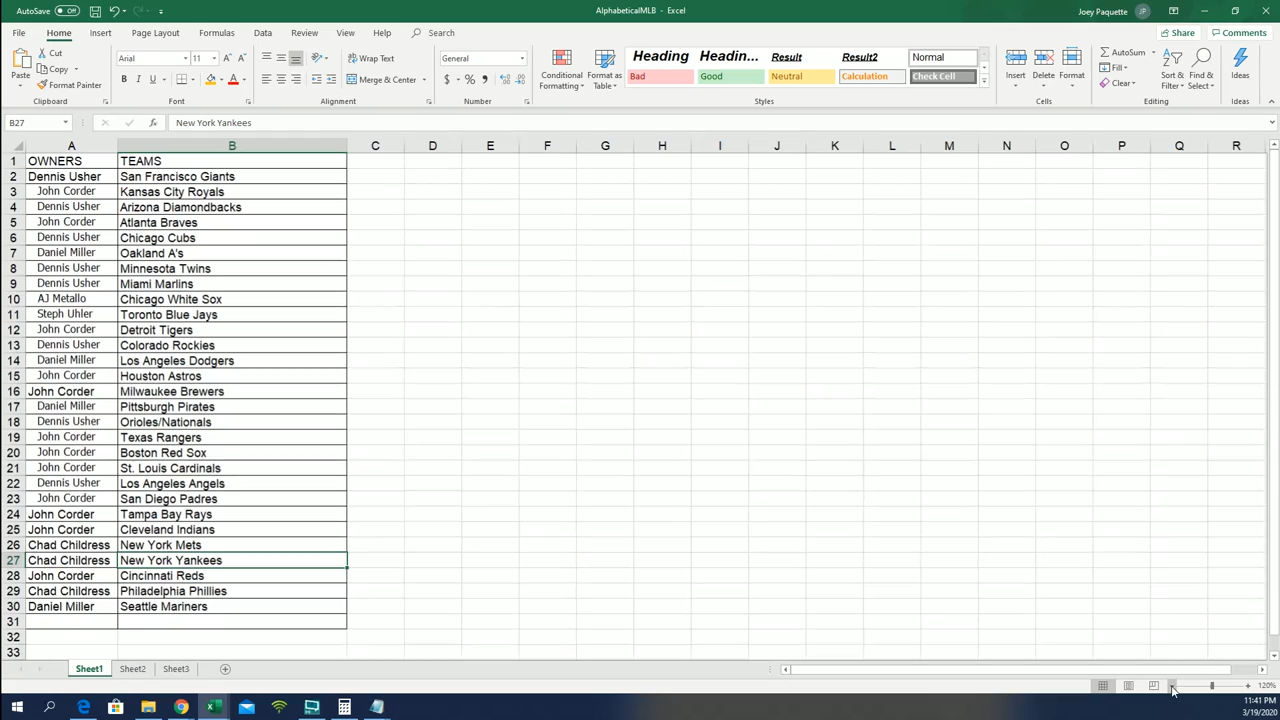 AutoSave Off
AlphabeticalMLB - Excel
Joey Paquette JP
File Home Insert Page Layout Formulas Data Review View Help Search Share Comments
Paste Cut Copy Format Painter Clipboard
Arial 11 B I U Font
Wrap Text Merge & Center Alignment
General $ % , Number
Conditional Formatting Format as Table
Heading Headin... Result Result2 Normal
Bad Good Neutral Calculation Check Cell
Styles
Insert Delete Format Cells
AutoSum Fill Clear Sort & Filter Find & Select Editing
Ideas Ideas
B27 fx New York Yankees
A B C D E F G H I J K L M N O P Q R
1 OWNERS TEAMS
2 Dennis Usher San Francisco Giants
3 John Corder Kansas City Royals
4 Dennis Usher Arizona Diamondbacks
5 John Corder Atlanta Braves
6 Dennis Usher Chicago Cubs
7 Daniel Miller Oakland A's
8 Dennis Usher Minnesota Twins
9 Dennis Usher Miami Marlins
10 AJ Metallo Chicago White Sox
11 Steph Uhler Toronto Blue Jays
12 John Corder Detroit Tigers
13 Dennis Usher Colorado Rockies
14 Daniel Miller Los Angeles Dodgers
15 John Corder Houston Astros
16 John Corder Milwaukee Brewers
17 Daniel Miller Pittsburgh Pirates
18 Dennis Usher Orioles/Nationals
19 John Corder Texas Rangers
20 John Corder Boston Red Sox
21 John Corder St. Louis Cardinals
22 Dennis Usher Los Angeles Angels
23 John Corder San Diego Padres
24 John Corder Tampa Bay Rays
25 John Corder Cleveland Indians
26 Chad Childress New York Mets
27 Chad Childress New York Yankees
28 John Corder Cincinnati Reds
29 Chad Childress Philadelphia Phillies
30 Daniel Miller Seattle Mariners
31
32
33
Sheet1 Sheet2 Sheet3
120%
11:41 PM
3/19/2020